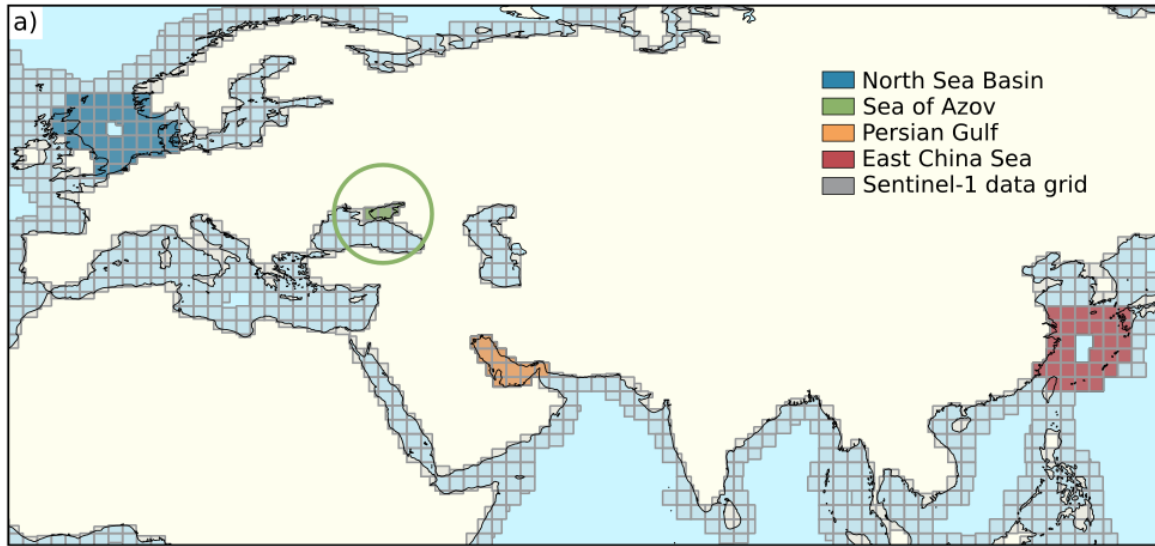 a)
North Sea Basin
Sea of Azov
Persian Gulf
East China Sea
Sentinel-1 data grid